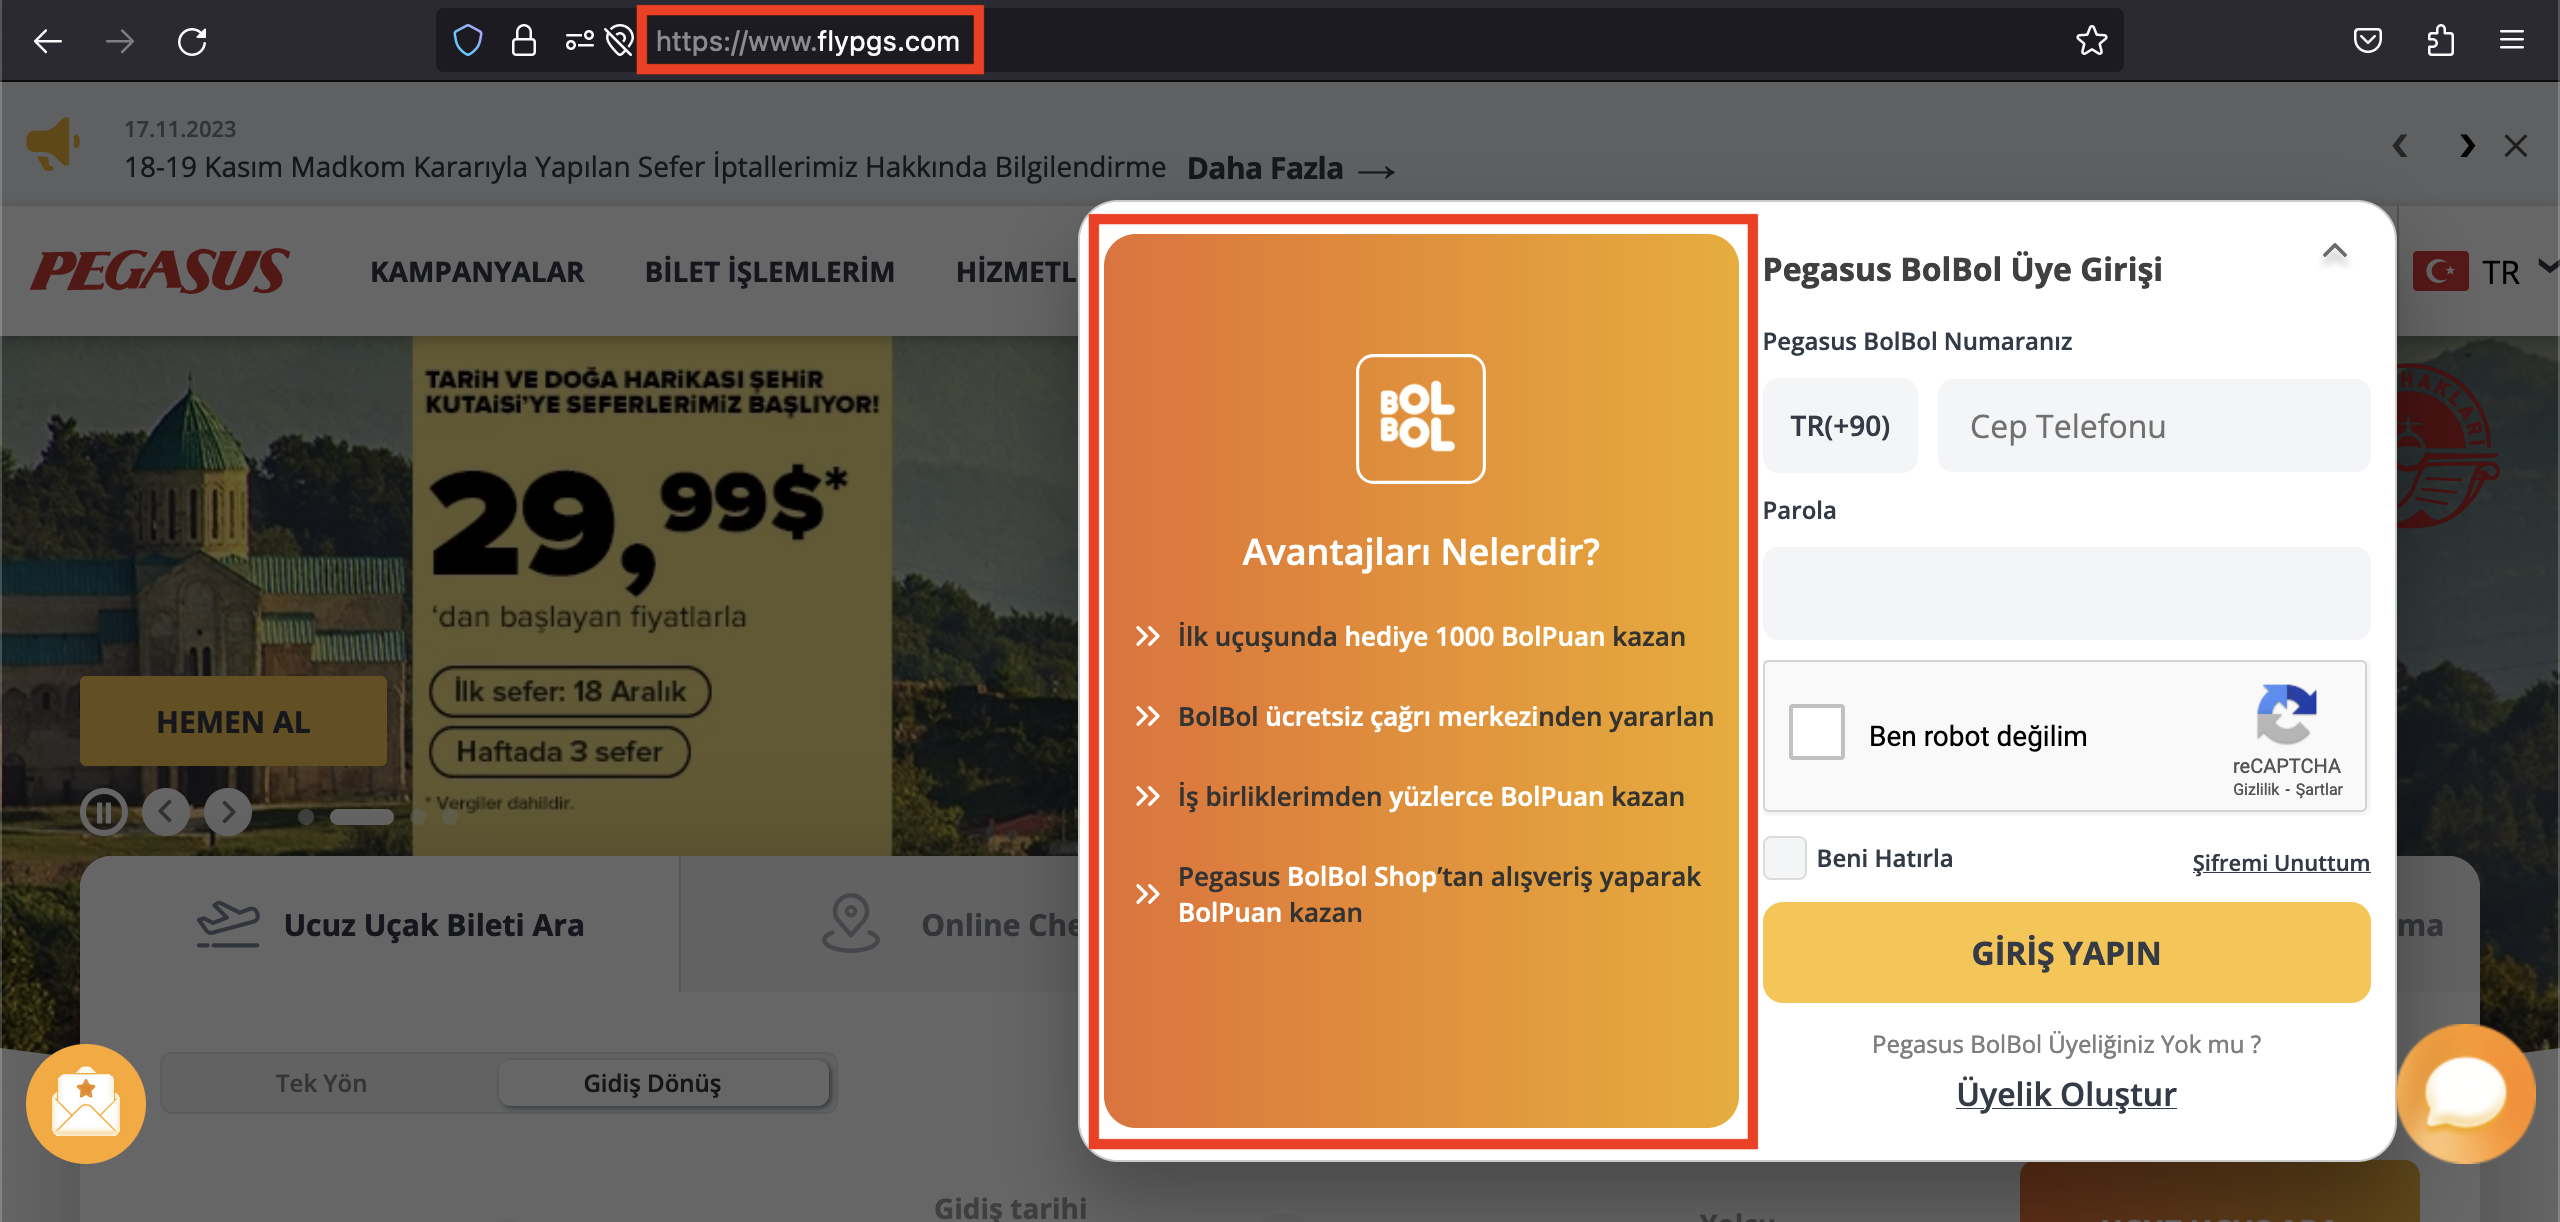 https://www.flypgs.com
17.11.2023
18-19 Kasım Madkom Kararıyla Yapılan Sefer İptallerimiz Hakkında Bilgilendirme Daha Fazla
PEGASUS
KAMPANYALAR BİLET İŞLEMLERİM HİZMETL
TR
TARİH VE DOĞA HARİKASI ŞEHİR
KUTAISI'YE SEFERLERİMİZ BAŞLIYOR!
29,99$*
'dan başlayan fiyatlarla
İlk sefer: 18 Aralık
Haftada 3 sefer
* Vergiler dahildir.
HEMEN AL
Ucuz Uçak Bileti Ara
Online Che
ma
Tek Yön
Gidiş Dönüş
Gidiş tarihi
BOL
BOL
Avantajları Nelerdir?
İlk uçuşunda hediye 1000 BolPuan kazan
BolBol ücretsiz çağrı merkezinden yararlan
İş birliklerimden yüzlerce BolPuan kazan
Pegasus BolBol Shop'tan alışveriş yaparak
BolPuan kazan
Pegasus BolBol Üye Girişi
Pegasus BolBol Numaranız
TR(+90)
Cep Telefonu
Parola
Ben robot değilim
reCAPTCHA
Gizlilik - Şartlar
Beni Hatırla
Şifremi Unuttum
GİRİŞ YAPIN
Pegasus BolBol Üyeliğiniz Yok mu ?
Üyelik Oluştur